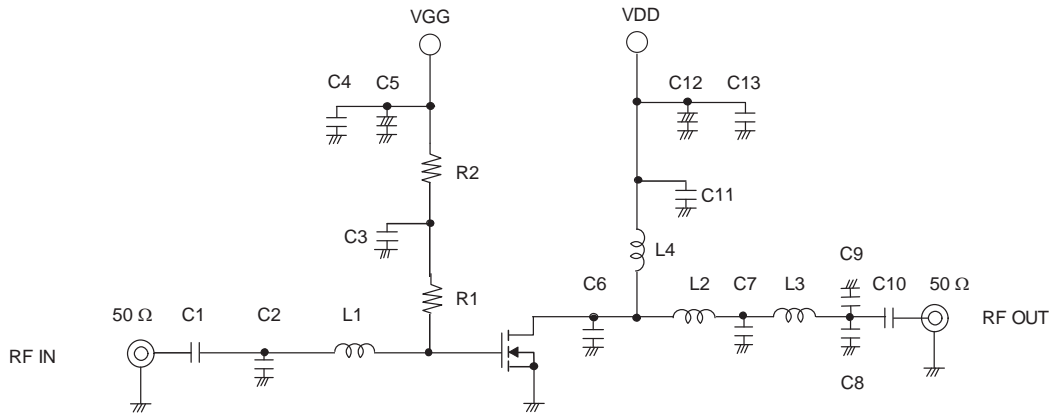 VGG
VDD
C4
C5
C12
C13
R2
C11
C3
L4
C9
R1
C6
L2
C7
L3
C10
50 Ω
50 Ω
C1
C2
L1
RF OUT
RF IN
C8